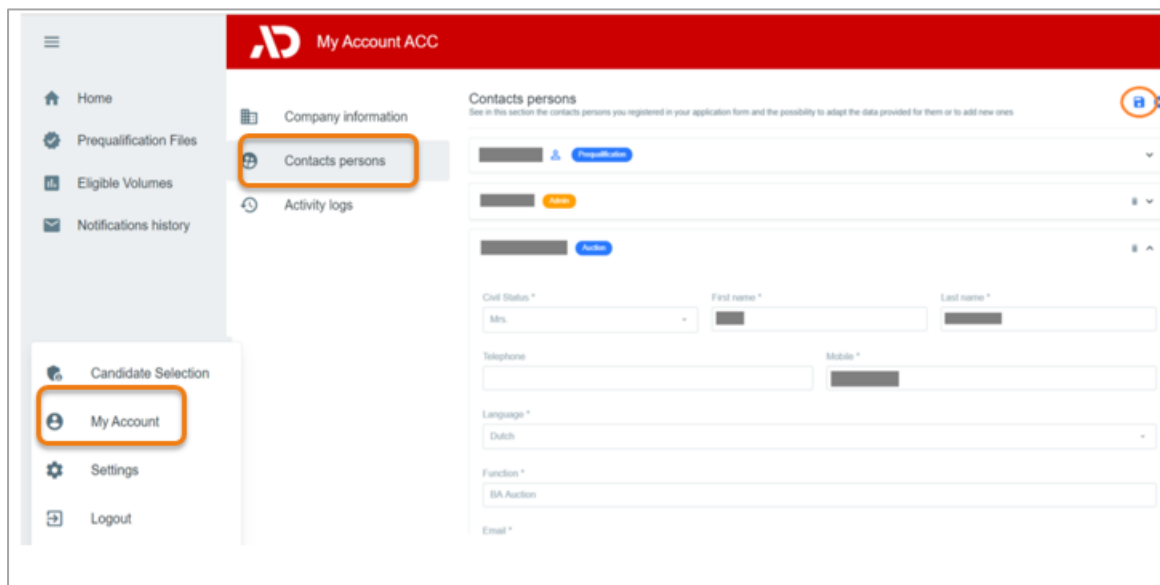 My Account ACC
Home
Prequalification Files
Eligible Volumes
Notifications history
Candidate Selection
My Account
Settings
Logout
Company information
Contacts persons
Activity logs
Contacts persons
See in this section the contacts persons you registered in your application form and the possibility to adapt the data provided for them or to add new ones
Prequalification
Admin
Auction
Civil Status *
First name *
Last name *
Mrs.
Telephone
Mobile *
Language *
Dutch
Function *
BA Auction
Email *